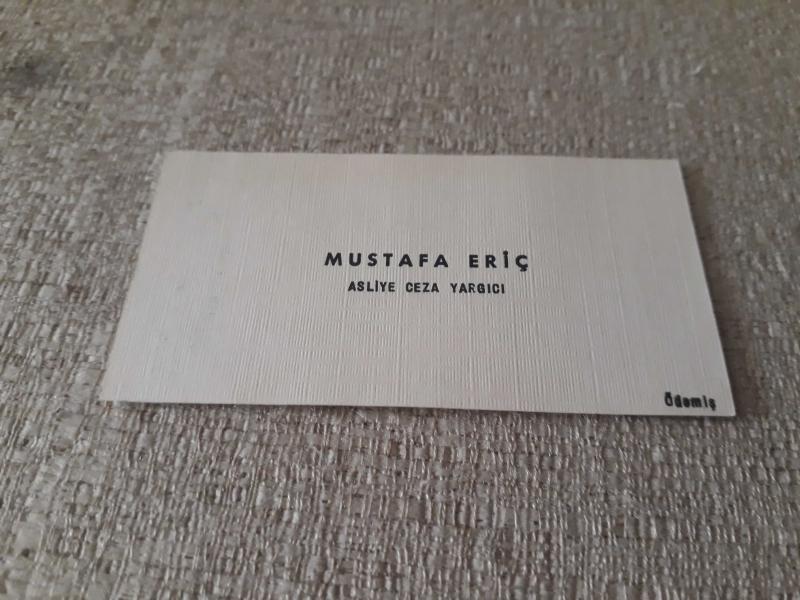 MUSTAFA ERİÇ
ASLİYE CEZA YARGICI
Ödemiş